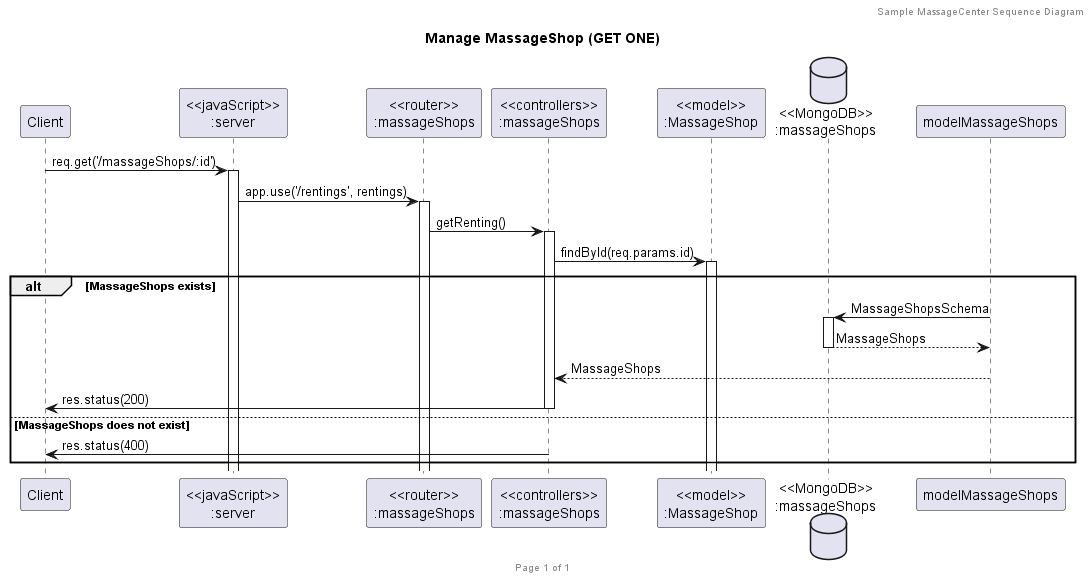 Sample MassageCenter Sequence Diagram
Manage MassageShop (GET ONE)
Client
<<javaScript>>
:server
<<router>>
:massageShops
<<controllers>>
:massageShops
<<model>>
:MassageShop
<<MongoDB>>
:massageShops
modelMassageShops
req.get('/massageShops/:id')
app.use('/rentings', rentings)
getRenting()
findById(req.params.id)
alt
[MassageShops exists]
MassageShopsSchema
MassageShops
MassageShops
res.status(200)
[MassageShops does not exist]
res.status(400)
Client
<<javaScript>>
:server
<<router>>
:massageShops
<<controllers>>
:massageShops
<<model>>
:MassageShop
<<MongoDB>>
:massageShops
modelMassageShops
Page 1 of 1